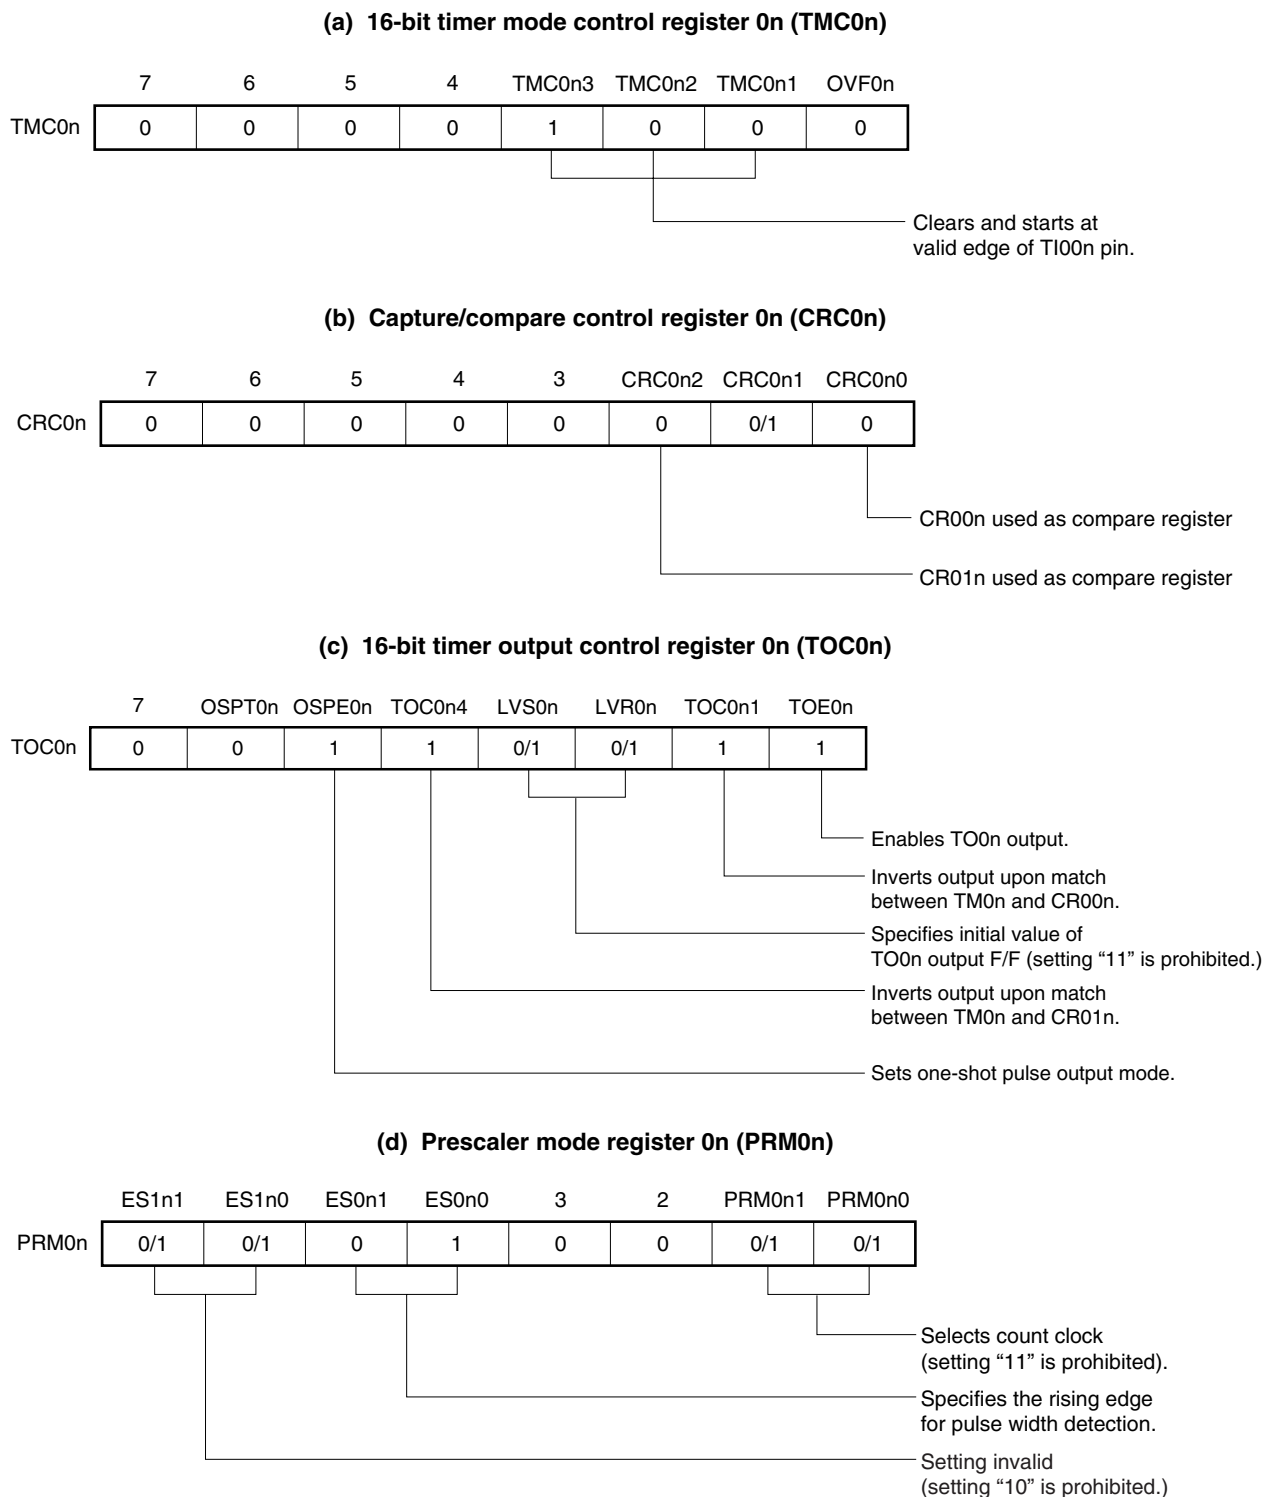 (a) 16-bit timer mode control register 0n (TMC0n)
7 6 5 4 TMC0n3 TMC0n2 TMC0n1 OVF0n
TMC0n 0 0 0 0 1 0 0 0
Clears and starts at
valid edge of TI00n pin.
(b) Capture/compare control register 0n (CRC0n)
7 6 5 4 3 CRC0n2 CRC0n1 CRC0n0
CRC0n 0 0 0 0 0 0 0/1 0
CR00n used as compare register
CR01n used as compare register
(c) 16-bit timer output control register 0n (TOC0n)
7 OSPT0n OSPE0n TOC0n4 LVS0n LVR0n TOC0n1 TOE0n
TOC0n 0 0 1 1 0/1 0/1 1 1
Enables TO0n output.
Inverts output upon match
between TM0n and CR00n.
Specifies initial value of
TO0n output F/F (setting “11” is prohibited.)
Inverts output upon match
between TM0n and CR01n.
Sets one-shot pulse output mode.
(d) Prescaler mode register 0n (PRM0n)
ES1n1 ES1n0 ES0n1 ES0n0 3 2 PRM0n1 PRM0n0
PRM0n 0/1 0/1 0 1 0 0 0/1 0/1
Selects count clock
(setting “11” is prohibited).
Specifies the rising edge
for pulse width detection.
Setting invalid
(setting “10” is prohibited.)